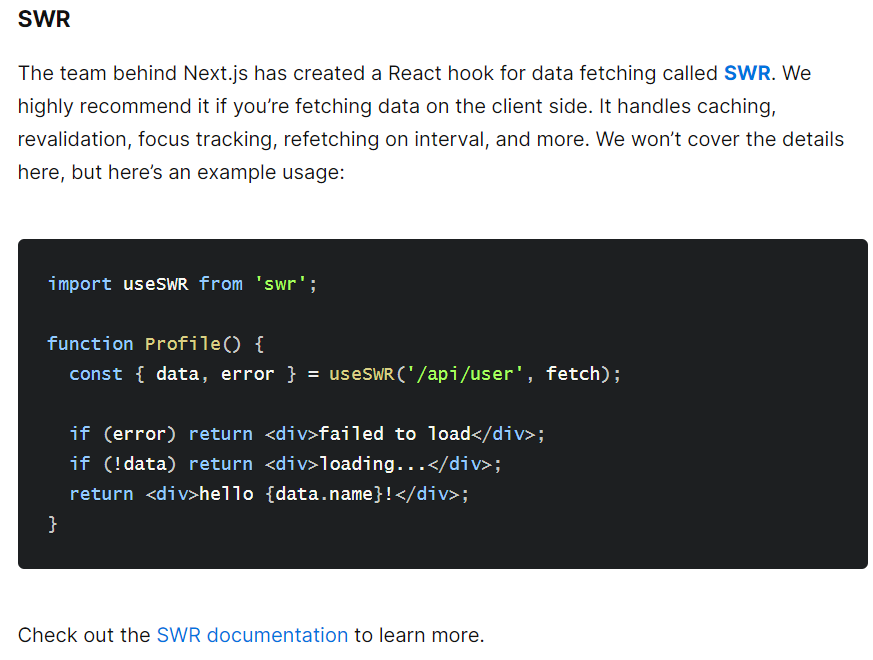 SWR
The team behind Next.js has created a React hook for data fetching called SWR. We
highly recommend it if you’re fetching data on the client side. It handles caching,
revalidation, focus tracking, refetching on interval, and more. We won’t cover the details
here, but here’s an example usage:
import useSWR from 'swr';
function Profile() {
  const { data, error } = useSWR('/api/user', fetch);
  if (error) return <div>failed to load</div>;
  if (!data) return <div>loading...</div>;
  return <div>hello {data.name}!</div>;
}
Check out the SWR documentation to learn more.